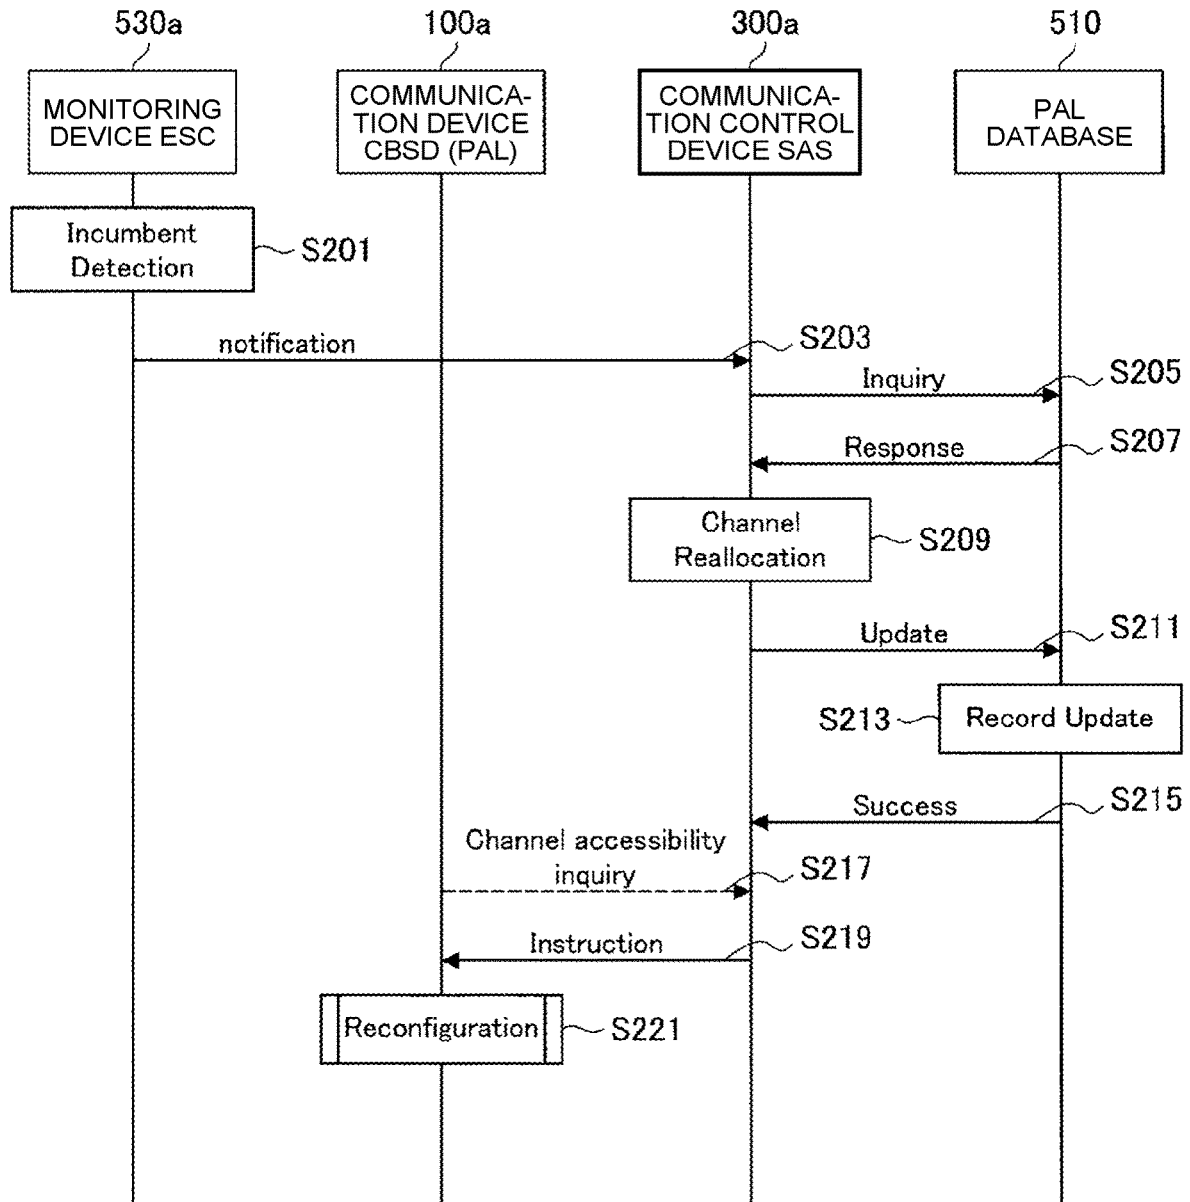 530a
100a
300a
510
MONITORING
DEVICE ESC
COMMUNICA-
TION DEVICE
CBSD (PAL)
COMMUNICA-
TION CONTROL
DEVICE SAS
PAL
DATABASE
Incumbent
Detection
S201
notification
S203
Inquiry
S205
Response
S207
Channel
Reallocation
S209
Update
S211
Record Update
S213
Success
S215
Channel accessibility
inquiry
S217
Instruction
S219
Reconfiguration
S221